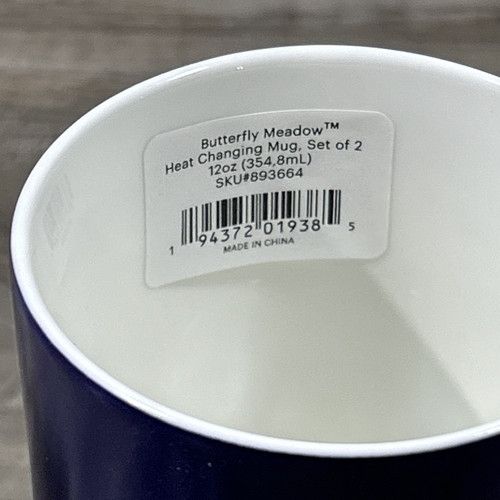 Butterfly Meadow™
Heat Changing Mug, Set of 2
12oz (354,8mL)
SKU#893664
1 94372 01938 5
MADE IN CHINA